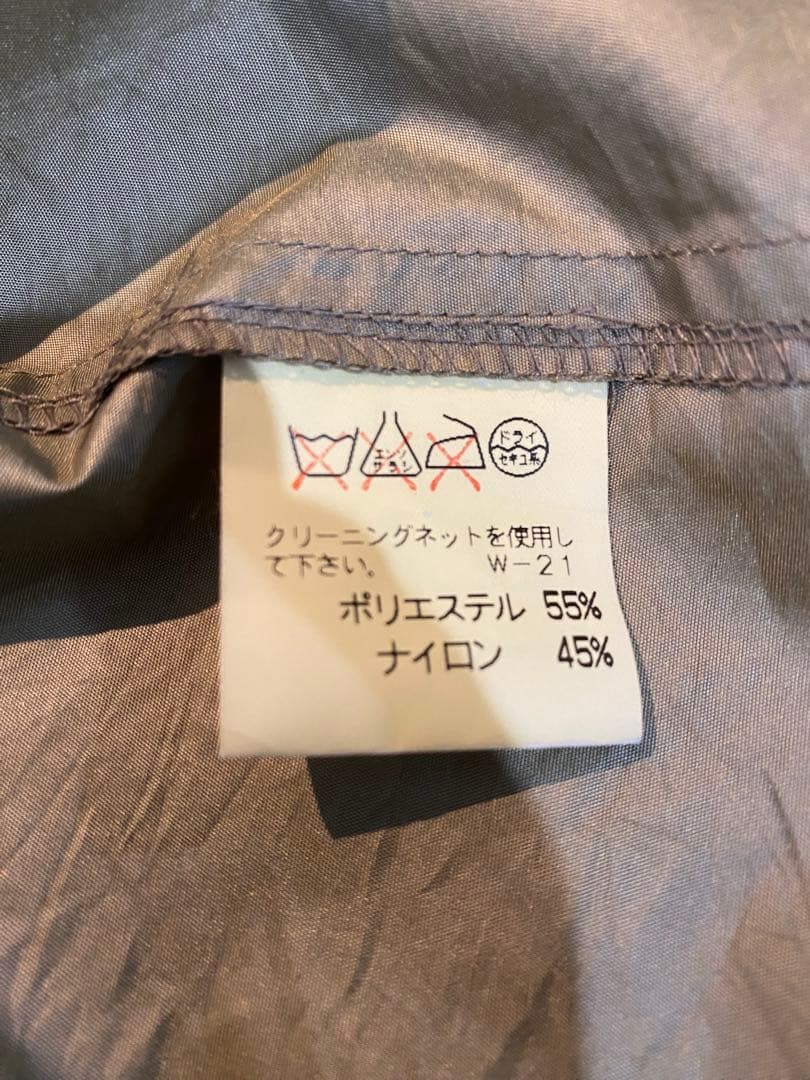 エンソ ドライ
サラシ セキユ系
クリーニングネットを使用し
て下さい。 W-21
ポリエステル 55%
ナイロン 45%